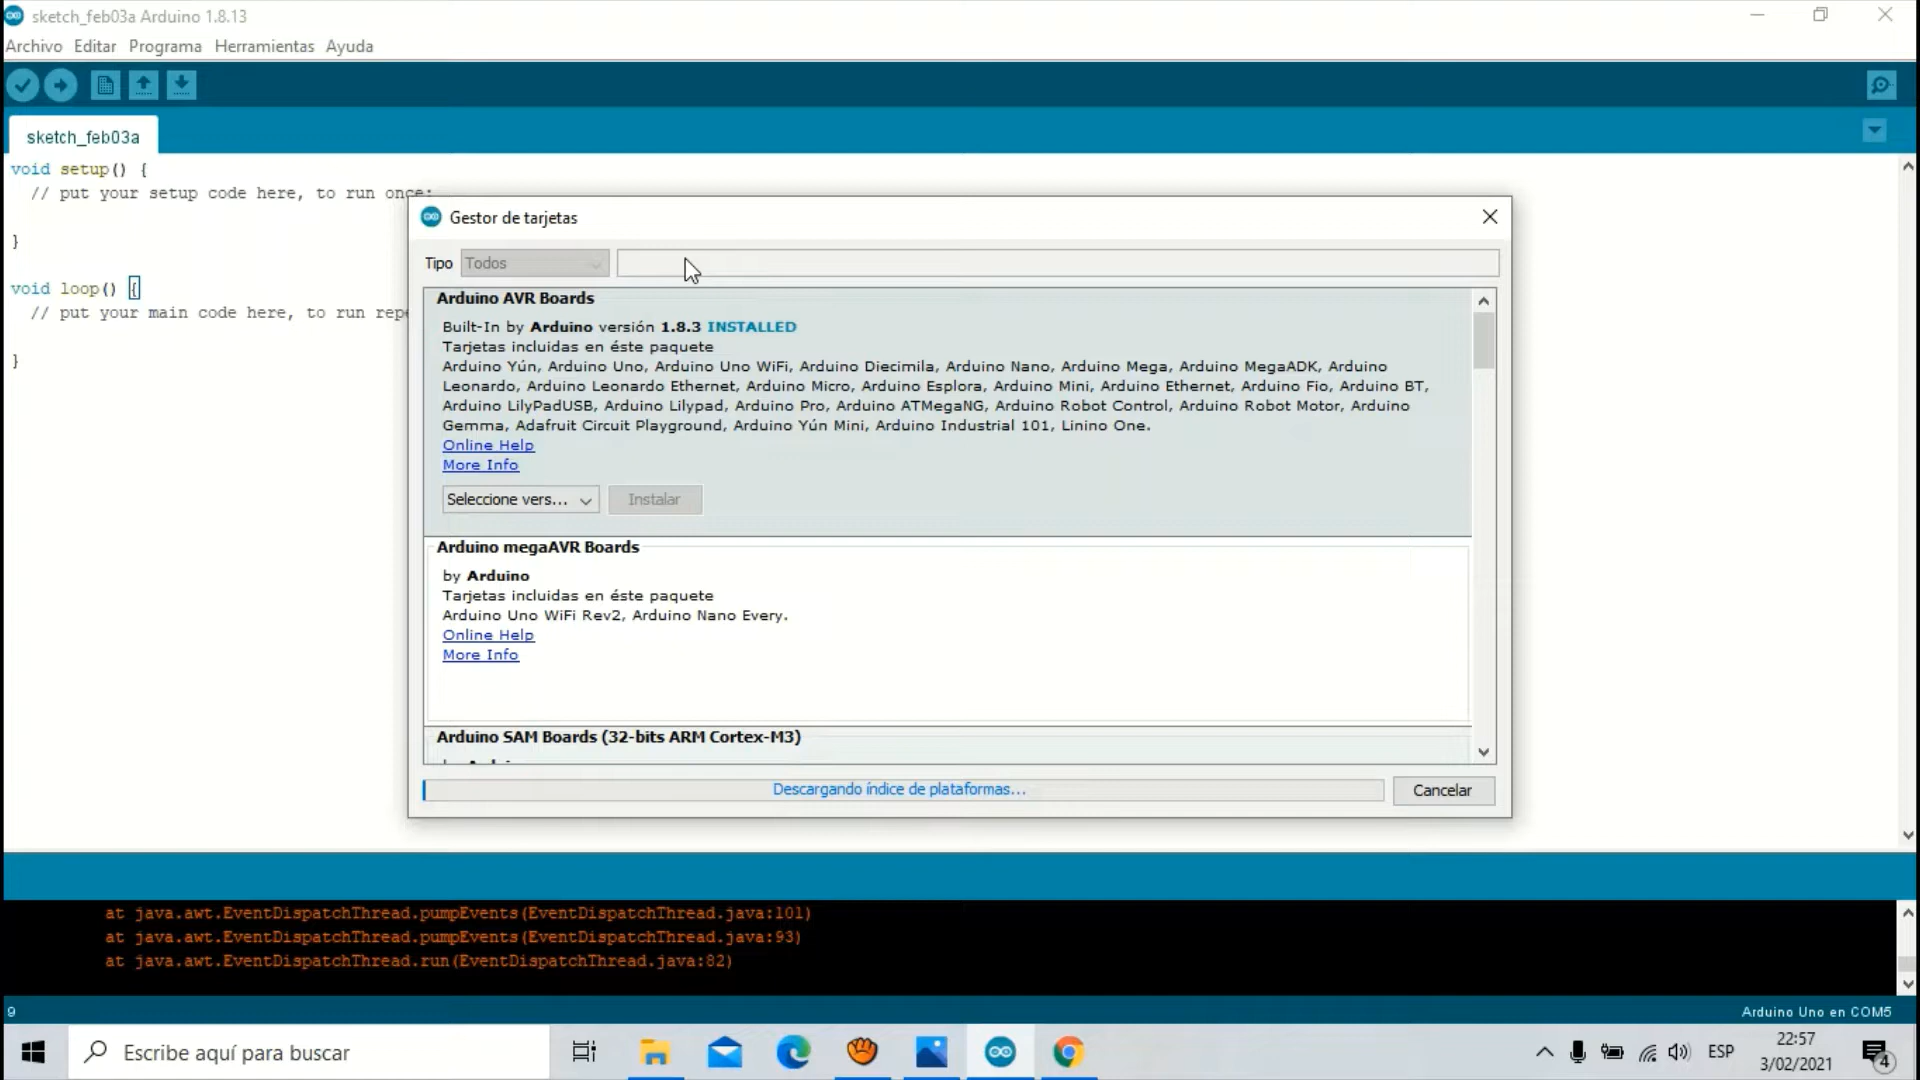 sketch_feb03a Arduino 1.8.13
Archivo Editar Programa Herramientas Ayuda
sketch_feb03a
void setup() {
// put your setup code here, to run once:
}
void loop() {
// put your main code here, to run repe
}
Gestor de tarjetas
Tipo Todos
Arduino AVR Boards
Built-In by Arduino versión 1.8.3 INSTALLED
Tarjetas incluidas en éste paquete
Arduino Yún, Arduino Uno, Arduino Uno WiFi, Arduino Diecimila, Arduino Nano, Arduino Mega, Arduino MegaADK, Arduino
Leonardo, Arduino Leonardo Ethernet, Arduino Micro, Arduino Esplora, Arduino Mini, Arduino Ethernet, Arduino Fio, Arduino BT,
Arduino LilyPadUSB, Arduino Lilypad, Arduino Pro, Arduino ATMegaNG, Arduino Robot Control, Arduino Robot Motor, Arduino
Gemma, Adafruit Circuit Playground, Arduino Yún Mini, Arduino Industrial 101, Linino One.
Online Help
More Info
Seleccione vers... Instalar
Arduino megaAVR Boards
by Arduino
Tarjetas incluidas en éste paquete
Arduino Uno WiFi Rev2, Arduino Nano Every.
Online Help
More Info
Arduino SAM Boards (32-bits ARM Cortex-M3)
Descargando índice de plataformas...
Cancelar
at java.awt.EventDispatchThread.pumpEvents(EventDispatchThread.java:101)
at java.awt.EventDispatchThread.pumpEvents(EventDispatchThread.java:93)
at java.awt.EventDispatchThread.run(EventDispatchThread.java:82)
9
Arduino Uno en COM5
Escribe aquí para buscar
ESP
22:57
3/02/2021
4